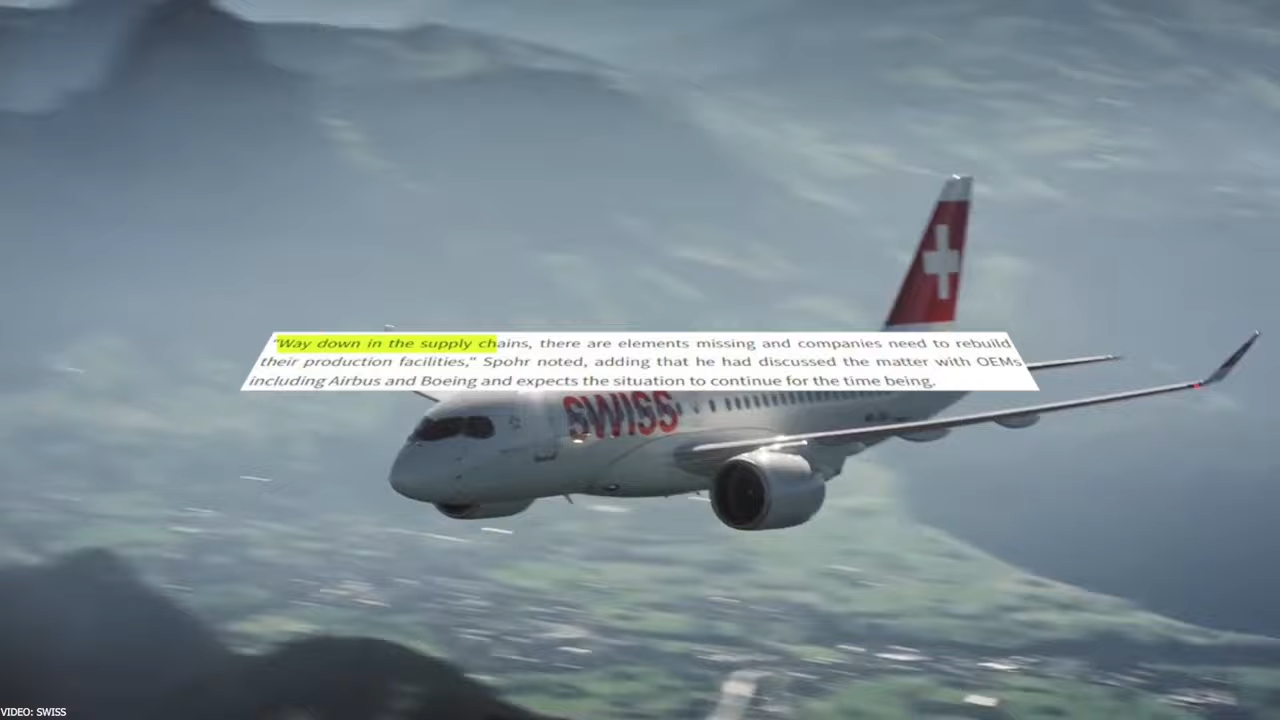 "Way down in the supply chains, there are elements missing and companies need to rebuild
their production facilities," Spohr noted, adding that he had discussed the matter with OEMs
including Airbus and Boeing and expects the situation to continue for the time being.
SWISS
VIDEO: SWISS